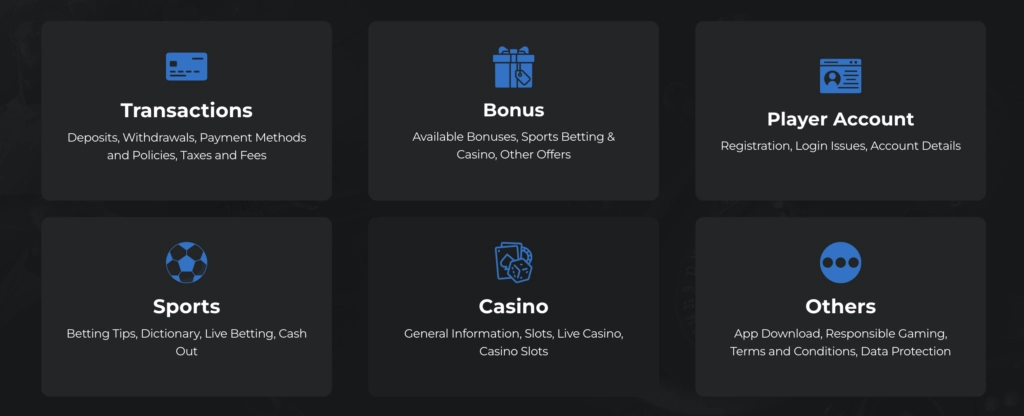 Transactions
Deposits, Withdrawals, Payment Methods
and Policies, Taxes and Fees
Bonus
Available Bonuses, Sports Betting &
Casino, Other Offers
Player Account
Registration, Login Issues, Account Details
Sports
Betting Tips, Dictionary, Live Betting, Cash
Out
Casino
General Information, Slots, Live Casino,
Casino Slots
Others
App Download, Responsible Gaming,
Terms and Conditions, Data Protection